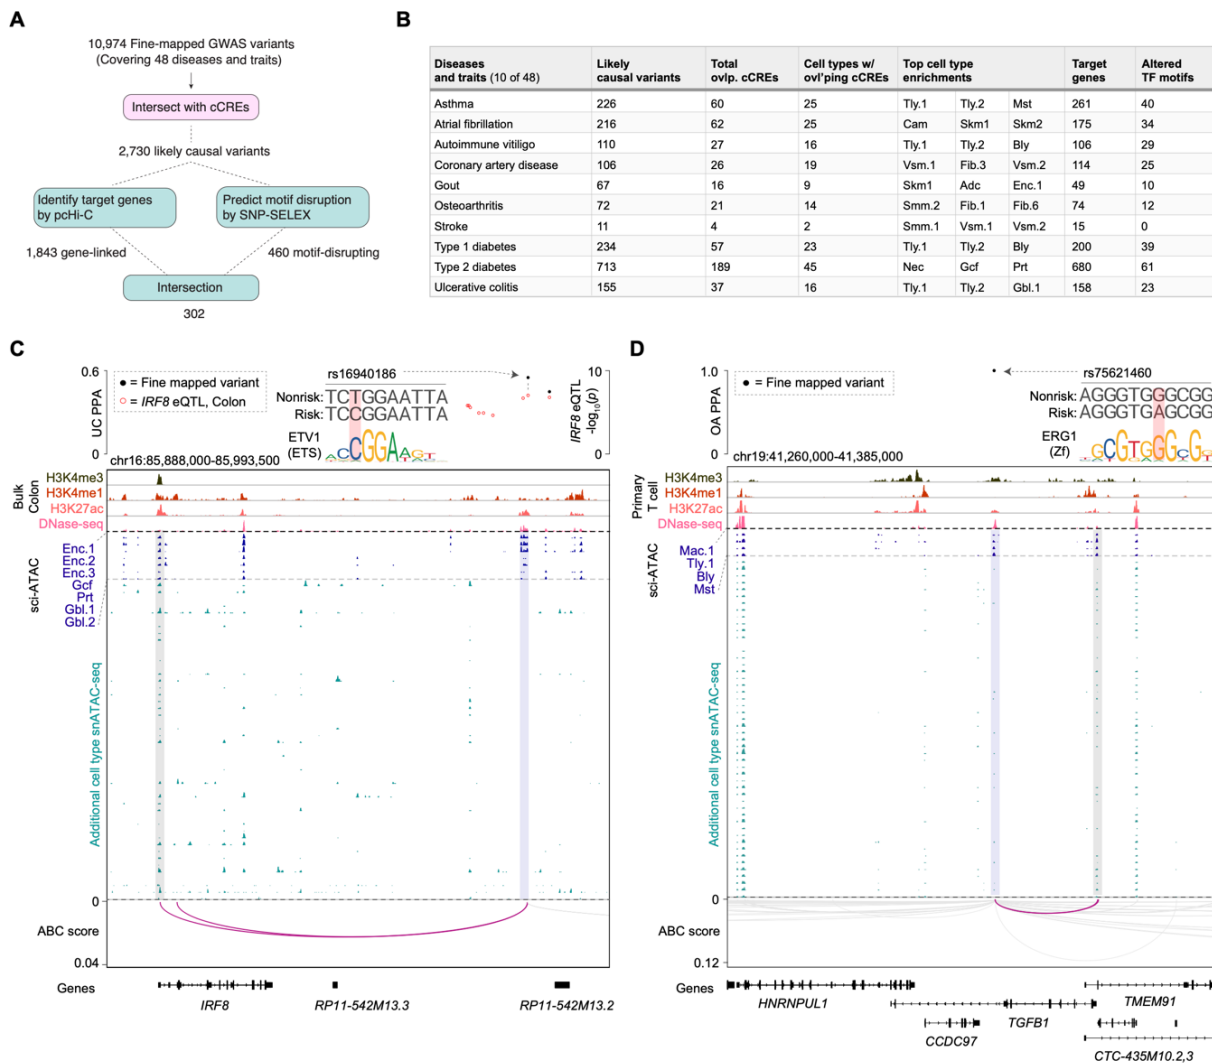 A
10,974 Fine-mapped GWAS variants
(Covering 48 diseases and traits)
Intersect with cCREs
2,730 likely causal variants
Identify target genes
by pcHi-C
Predict motif disruption
by SNP-SELEX
1,843 gene-linked
460 motif-disrupting
Intersection
302
B
Diseases and traits (10 of 48) Likely causal variants Total ovlp. cCREs Cell types w/ ovl'ping cCREs Top cell type enrichments Target genes Altered TF motifs
Asthma 226 60 25 Tly.1 Tly.2 Mst 261 40
Atrial fibrillation 216 62 25 Cam Skm1 Skm2 175 34
Autoimmune vitiligo 110 27 16 Tly.1 Tly.2 Bly 106 29
Coronary artery disease 106 26 19 Vsm.1 Fib.3 Vsm.2 114 25
Gout 67 16 9 Skm1 Adc Enc.1 49 10
Osteoarthritis 72 21 14 Smm.2 Fib.1 Fib.6 74 12
Stroke 11 4 2 Smm.1 Vsm.1 Vsm.2 15 0
Type 1 diabetes 234 57 23 Tly.1 Tly.2 Bly 200 39
Type 2 diabetes 713 189 45 Nec Gcf Prt 680 61
Ulcerative colitis 155 37 16 Tly.1 Tly.2 Gbl.1 158 23
C
0.6
UC PPA
0
= Fine mapped variant
= IRF8 eQTL, Colon
rs16940186
Nonrisk: TCTGGAATTA
Risk: TCCGGAATTA
ETV1
(ETS)
10
IRF8 eQTL
-log10(p)
0
chr16:85,888,000-85,993,500
Bulk
Colon
H3K4me3
H3K4me1
H3K27ac
DNase-seq
sci-ATAC
Enc.1
Enc.2
Enc.3
Gcf
Prt
Gbl.1
Gbl.2
Additional cell type snATAC-seq
0
ABC score
0.04
Genes
IRF8
RP11-542M13.3
RP11-542M13.2
D
1.0
OA PPA
0
= Fine mapped variant
rs75621460
Nonrisk: AGGGTGGGCGG
Risk: AGGGTGAGCGG
ERG1
(Zf)
chr19:41,260,000-41,385,000
Primary
T cell
H3K4me3
H3K4me1
H3K27ac
DNase-seq
sci-ATAC
Mac.1
Tly.1
Bly
Mst
Additional cell type snATAC-seq
0
ABC score
0.12
Genes
HNRNPUL1
TMEM91
CCDC97
TGFB1
CTC-435M10.2,3